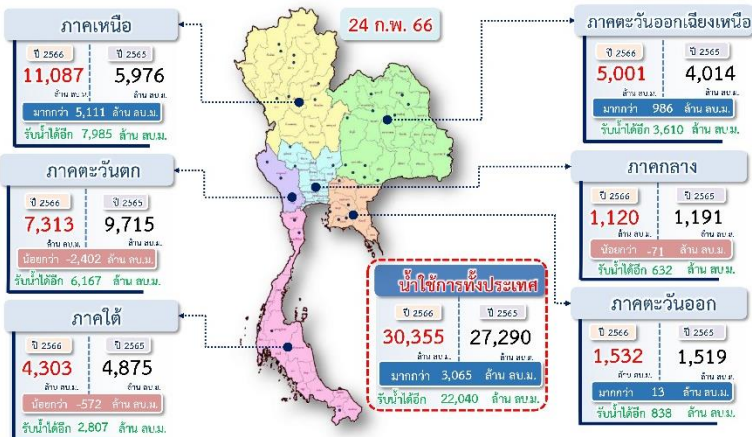 ภาคเหนือ
ปี 2566 ปี 2565
11,087 5,976
ล้าน ลบ.ม. ล้าน ลบ.ม.
มากกว่า 5,111 ล้าน ลบ.ม.
รับน้ำได้อีก 7,985 ล้าน ลบ.ม.
24 ก.พ. 66
ภาคตะวันออกเฉียงเหนือ
ปี 2566 ปี 2565
5,001 4,014
ล้าน ลบ.ม. ล้าน ลบ.ม.
มากกว่า 986 ล้าน ลบ.ม.
รับน้ำได้อีก 3,610 ล้าน ลบ.ม.
ภาคตะวันตก
ปี 2566 ปี 2565
7,313 9,715
ล้าน ลบ.ม. ล้าน ลบ.ม.
น้อยกว่า -2,402 ล้าน ลบ.ม.
รับน้ำได้อีก 6,167 ล้าน ลบ.ม.
ภาคกลาง
ปี 2566 ปี 2565
1,120 1,191
ล้าน ลบ.ม. ล้าน ลบ.ม.
น้อยกว่า -71 ล้าน ลบ.ม.
รับน้ำได้อีก 632 ล้าน ลบ.ม.
ภาคใต้
ปี 2566 ปี 2565
4,303 4,875
ล้าน ลบ.ม. ล้าน ลบ.ม.
น้อยกว่า -572 ล้าน ลบ.ม.
รับน้ำได้อีก 2,807 ล้าน ลบ.ม.
น้ำใช้การทั้งประเทศ
ปี 2566 ปี 2565
30,355 27,290
ล้าน ลบ.ม. ล้าน ลบ.ม.
มากกว่า 3,065 ล้าน ลบ.ม.
รับน้ำได้อีก 22,040 ล้าน ลบ.ม.
ภาคตะวันออก
ปี 2566 ปี 2565
1,532 1,519
ล้าน ลบ.ม. ล้าน ลบ.ม.
มากกว่า 13 ล้าน ลบ.ม.
รับน้ำได้อีก 838 ล้าน ลบ.ม.